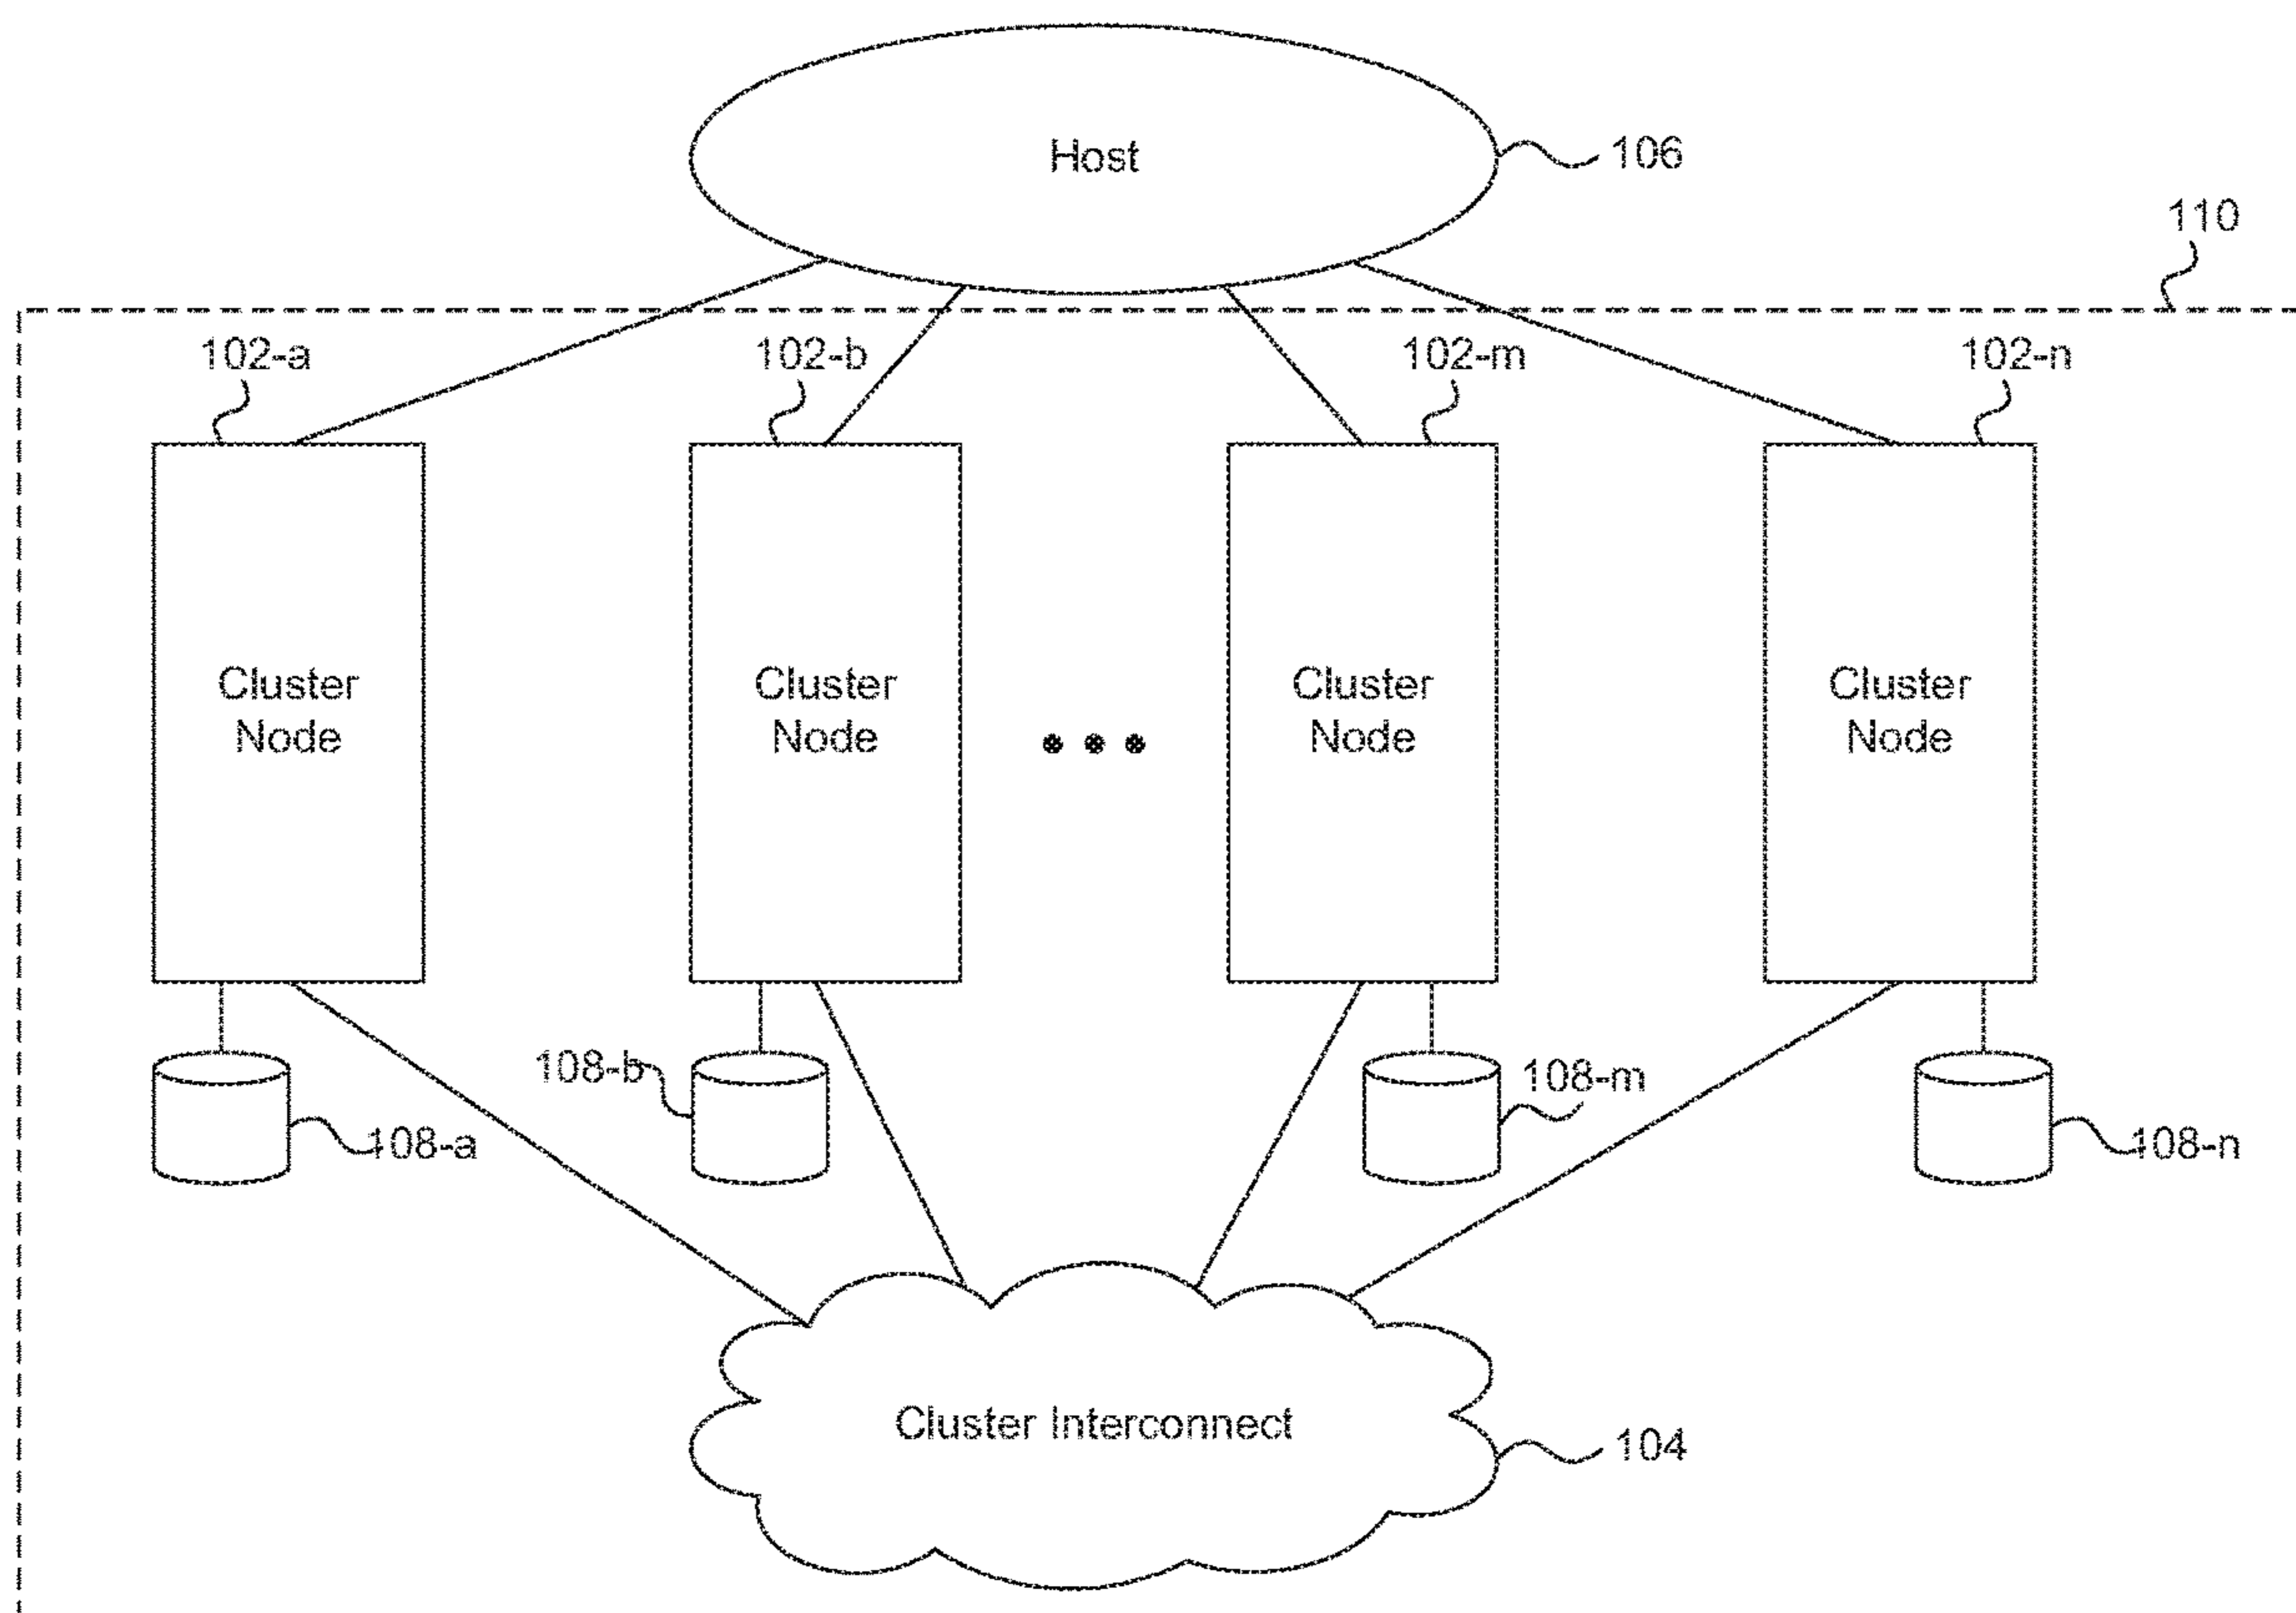 Host
106
110
102-a
102-b
102-m
102-n
Cluster
Node
Cluster
Node
Cluster
Node
Cluster
Node
108-a
108-b
108-m
108-n
Cluster Interconnect
104